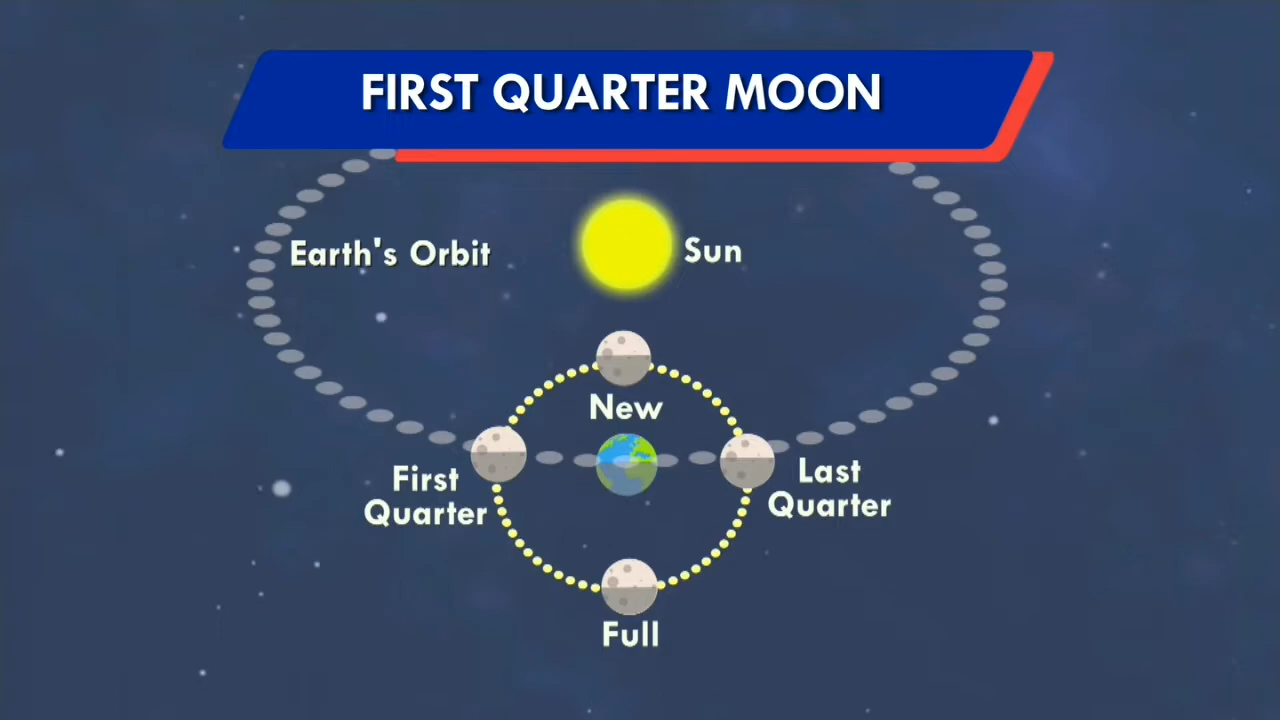 FIRST QUARTER MOON
Earth's Orbit
Sun
New
First
Quarter
Last
Quarter
Full